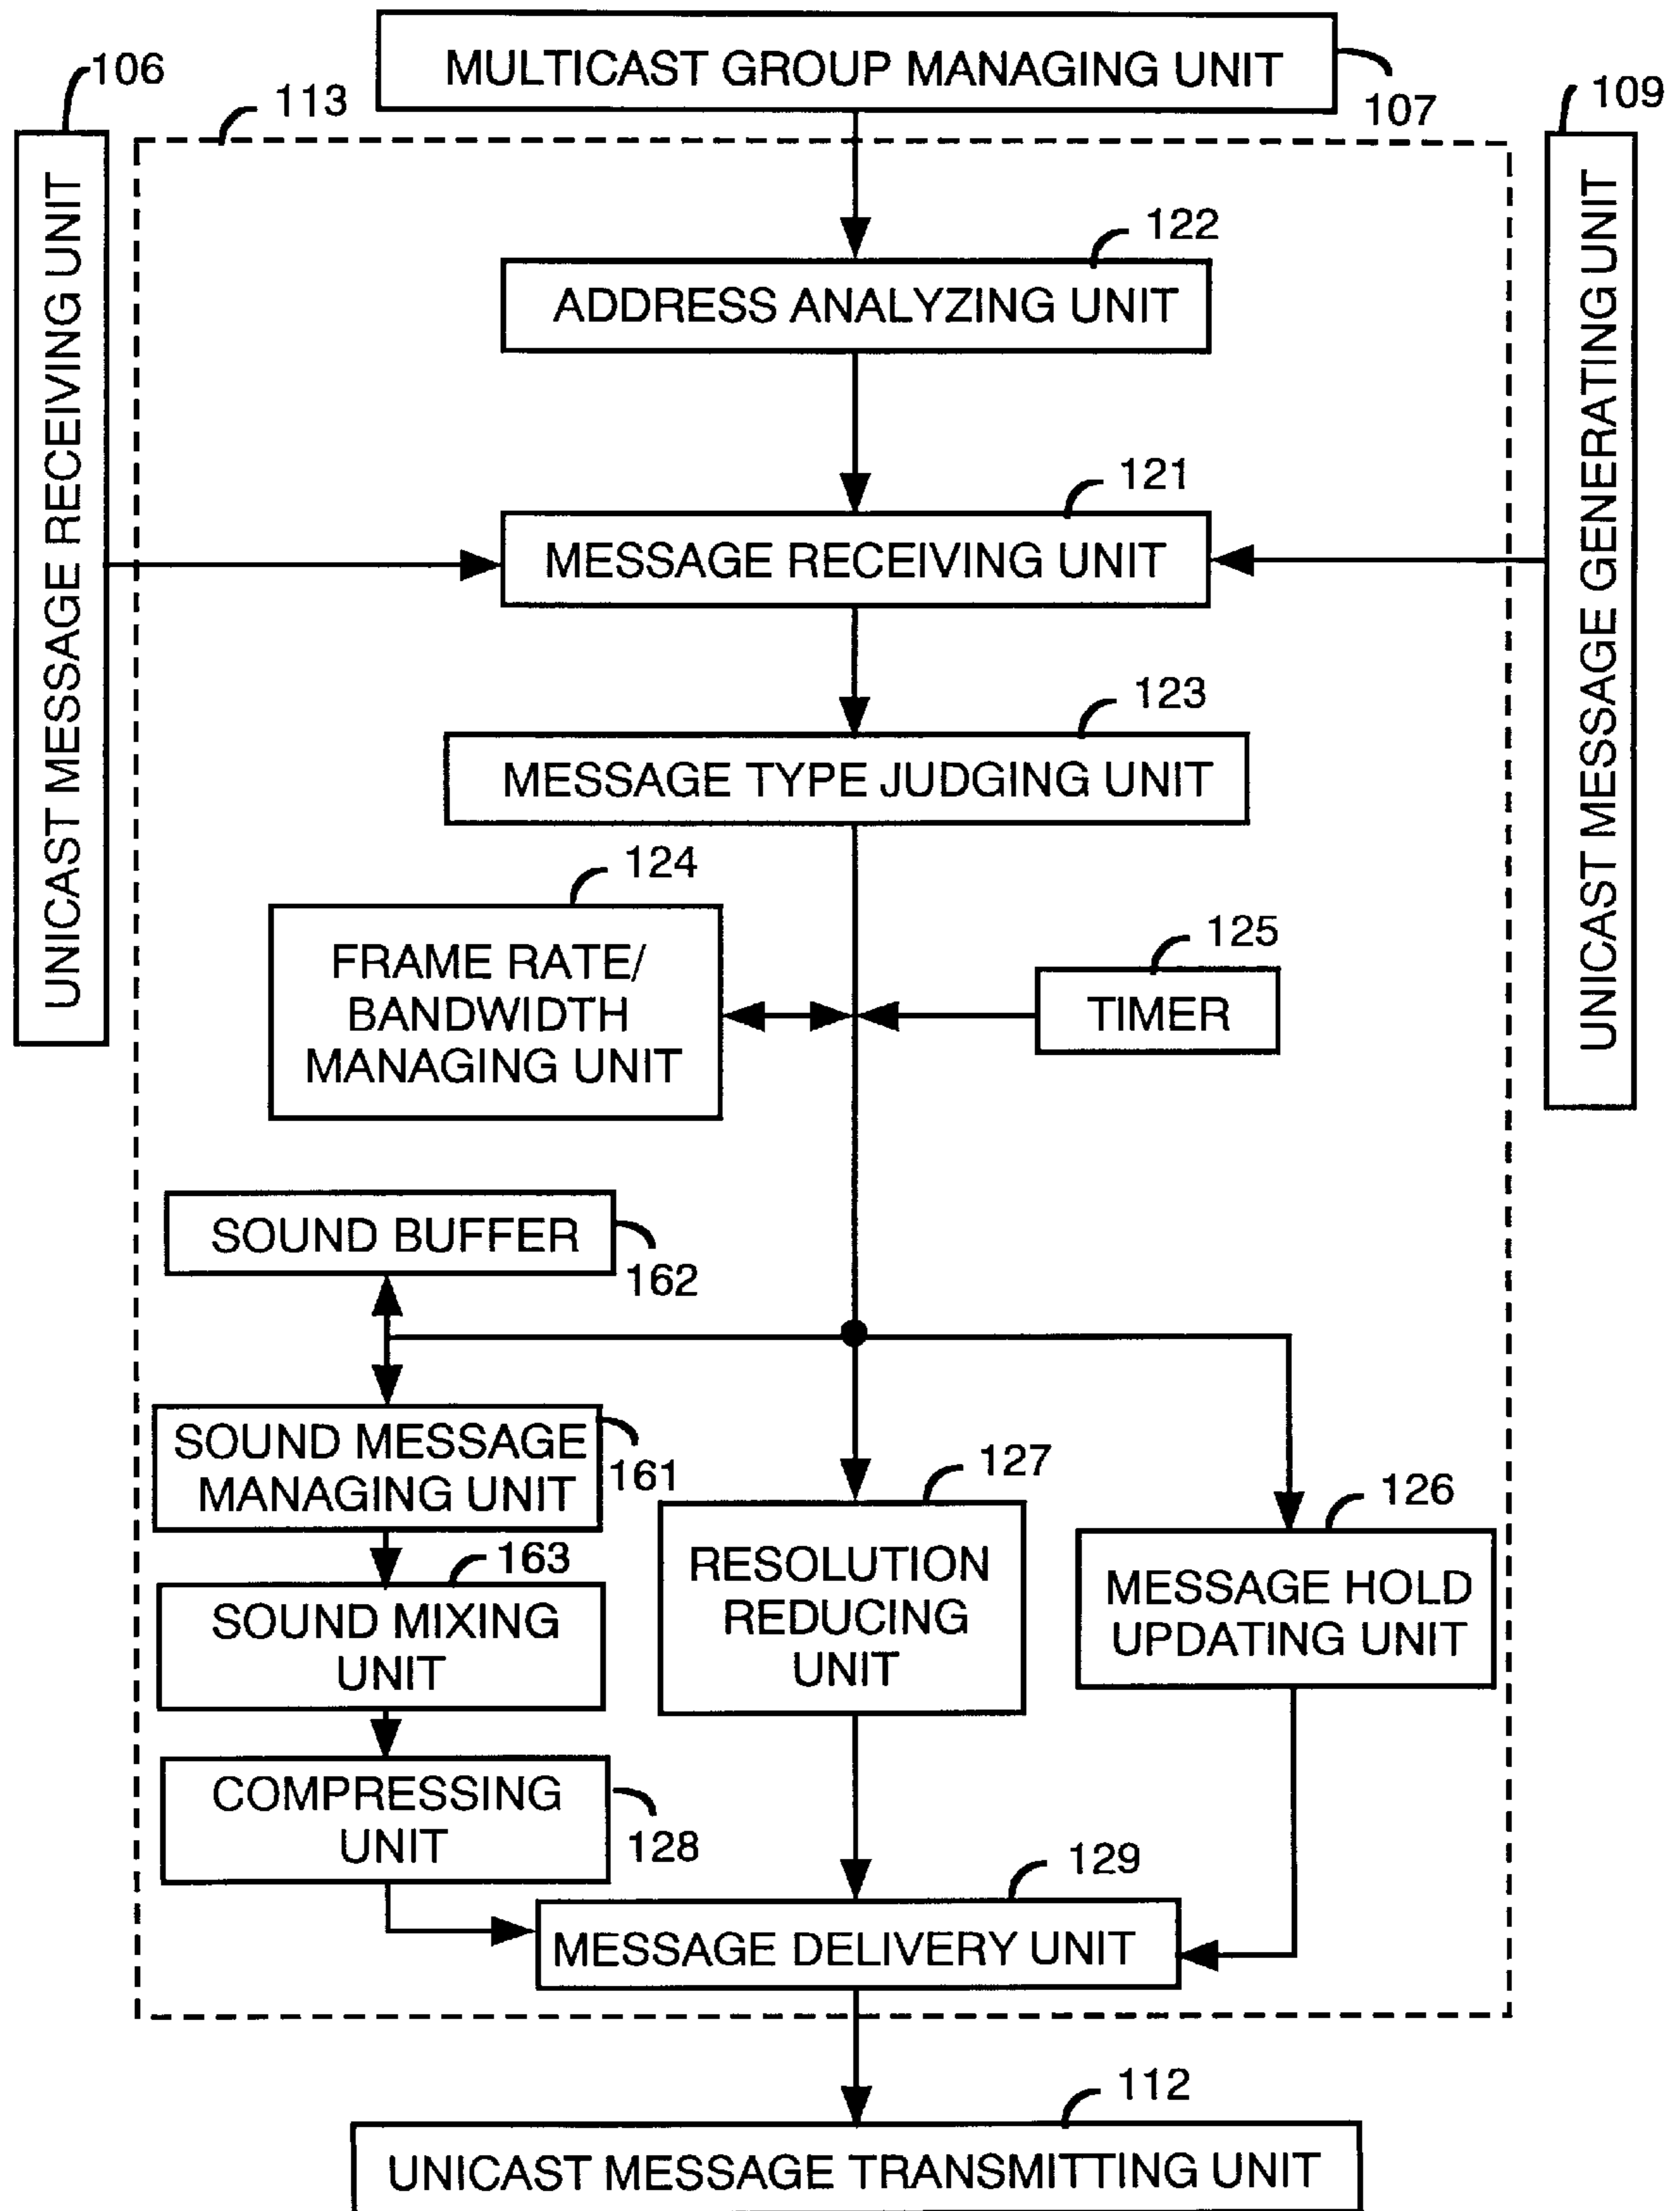 MULTICAST GROUP MANAGING UNIT
107
106
UNICAST MESSAGE RECEIVING UNIT
113
109
UNICAST MESSAGE GENERATING UNIT
122
ADDRESS ANALYZING UNIT
121
MESSAGE RECEIVING UNIT
123
MESSAGE TYPE JUDGING UNIT
124
FRAME RATE/
BANDWIDTH
MANAGING UNIT
125
TIMER
SOUND BUFFER
162
SOUND MESSAGE
MANAGING UNIT
161
127
RESOLUTION
REDUCING
UNIT
126
MESSAGE HOLD
UPDATING UNIT
163
SOUND MIXING
UNIT
COMPRESSING
UNIT
128
129
MESSAGE DELIVERY UNIT
112
UNICAST MESSAGE TRANSMITTING UNIT